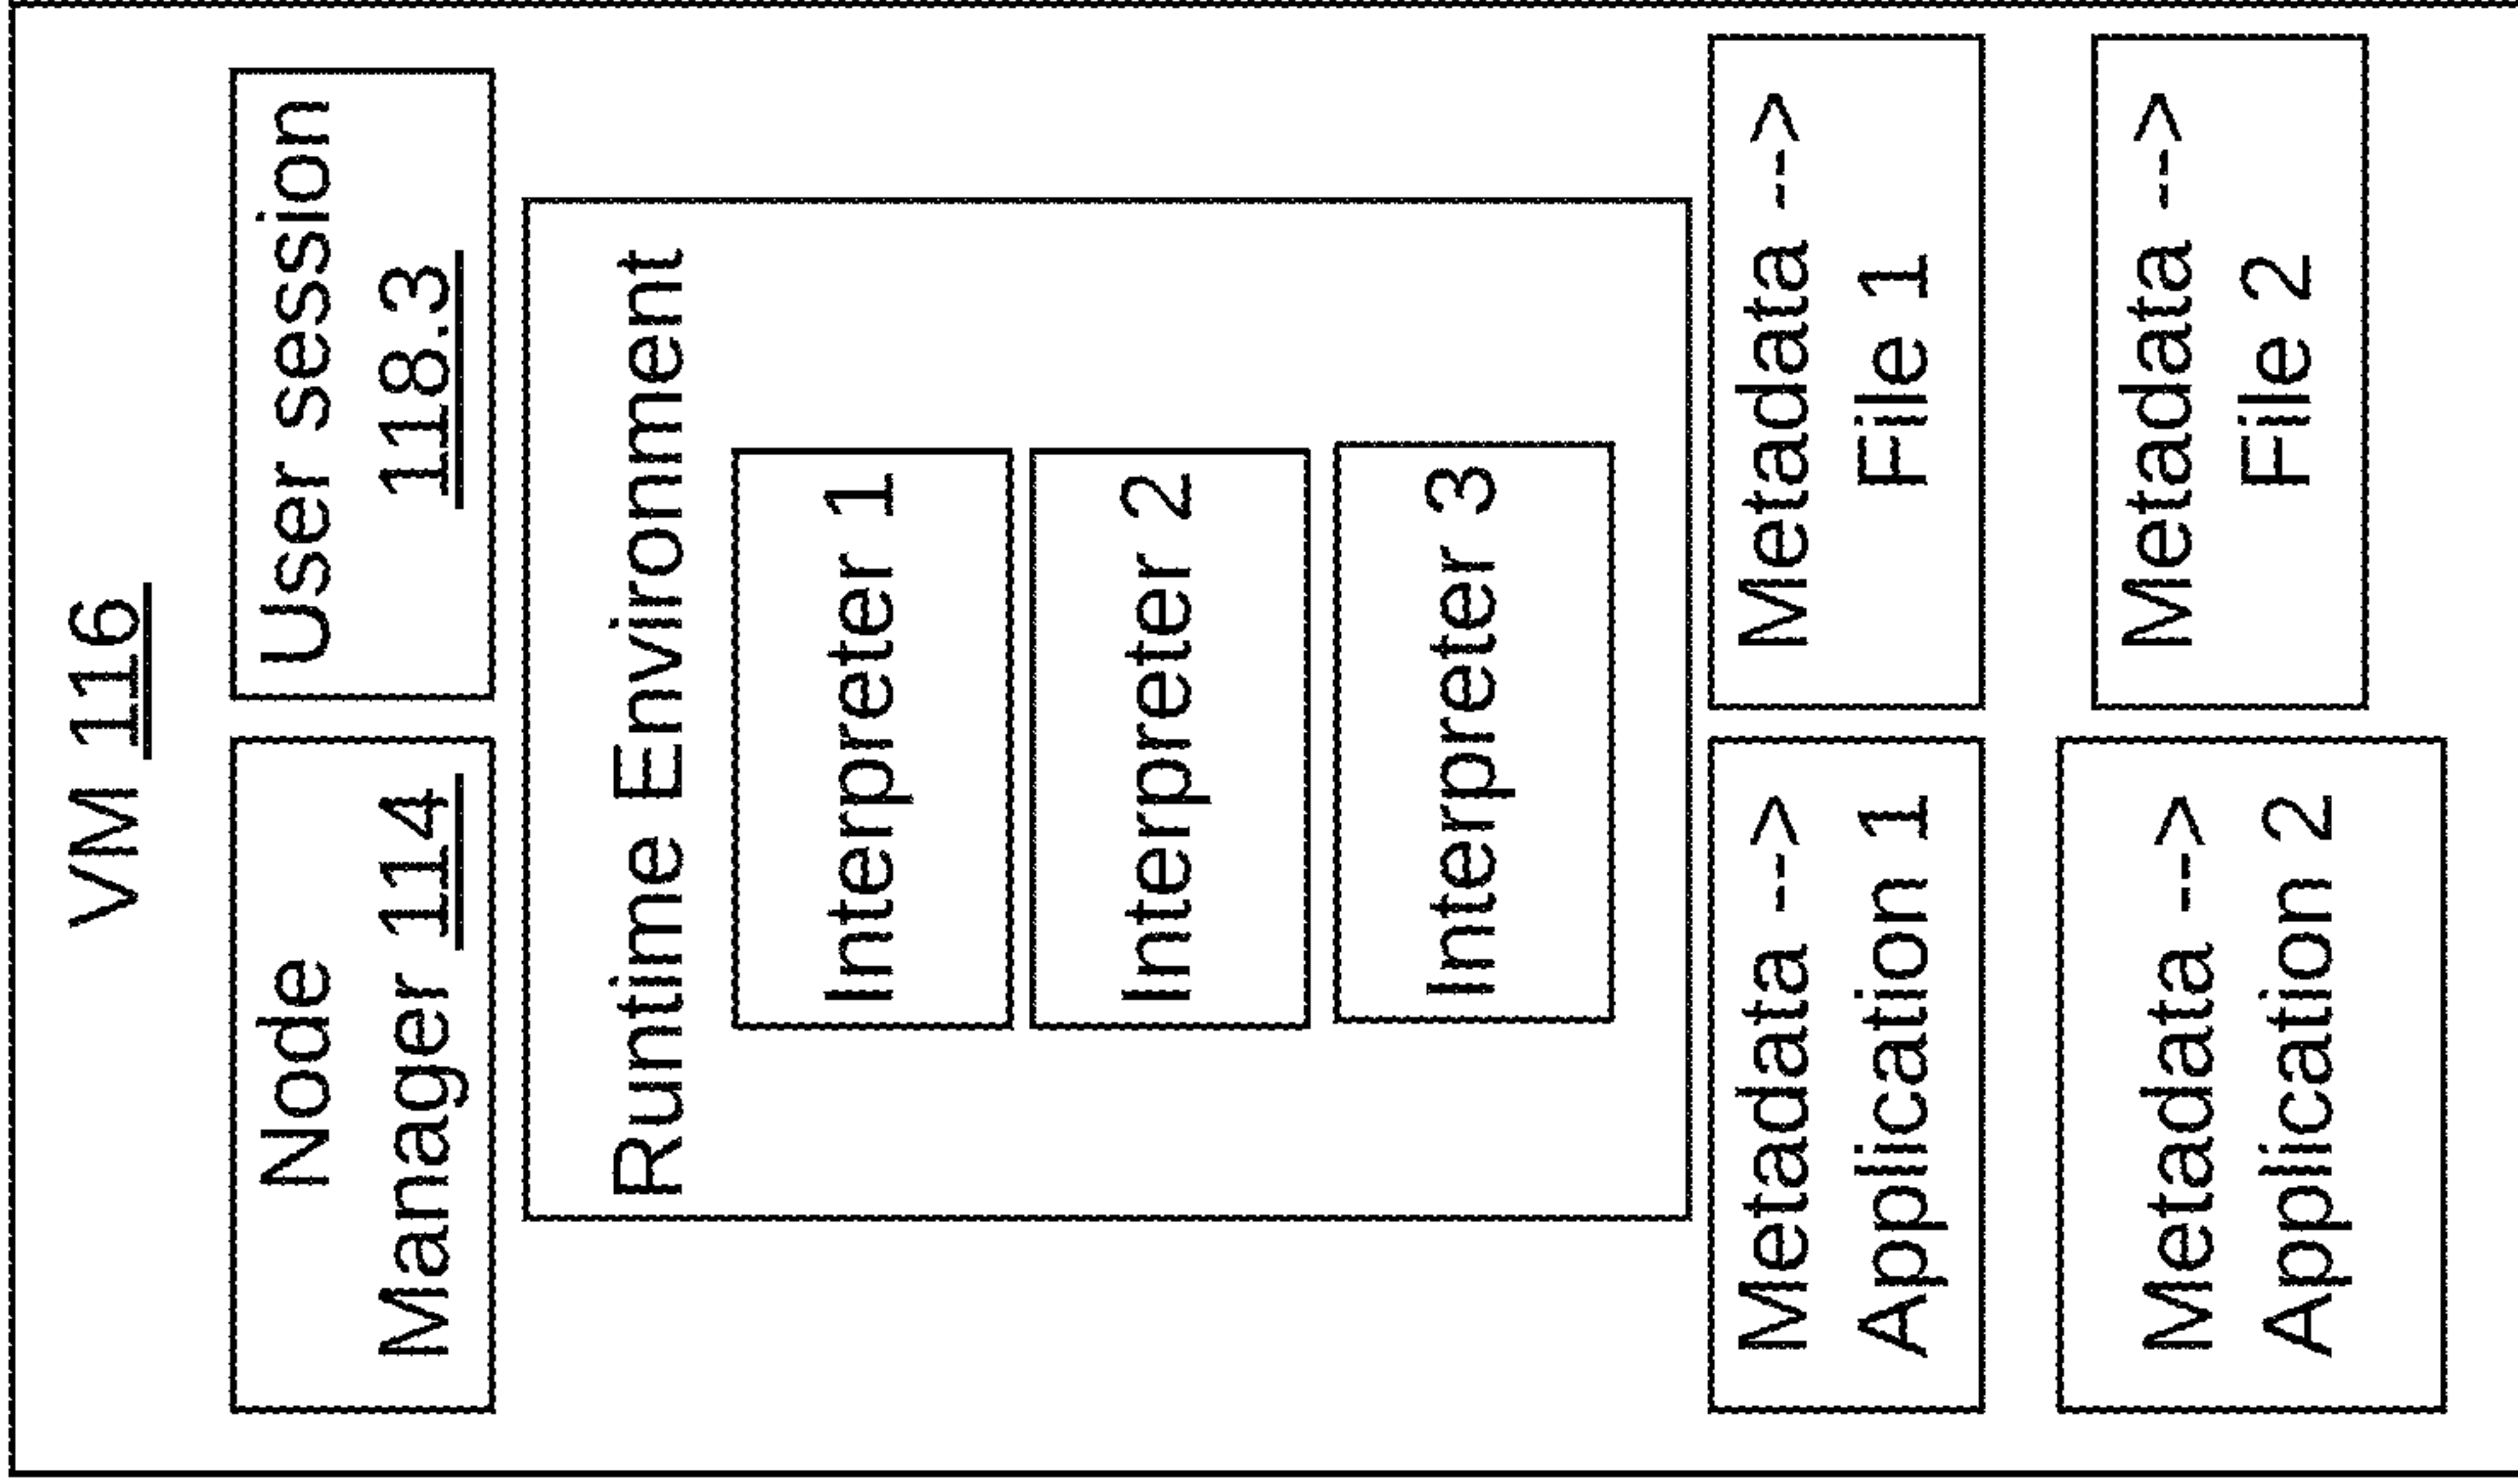 VM 116
Node
Manager 114
User session
118.3
Runtime Environment
Interpreter 1
Interpreter 2
Interpreter 3
Metadata -->
Application 1
Metadata -->
File 1
Metadata -->
Application 2
Metadata -->
File 2